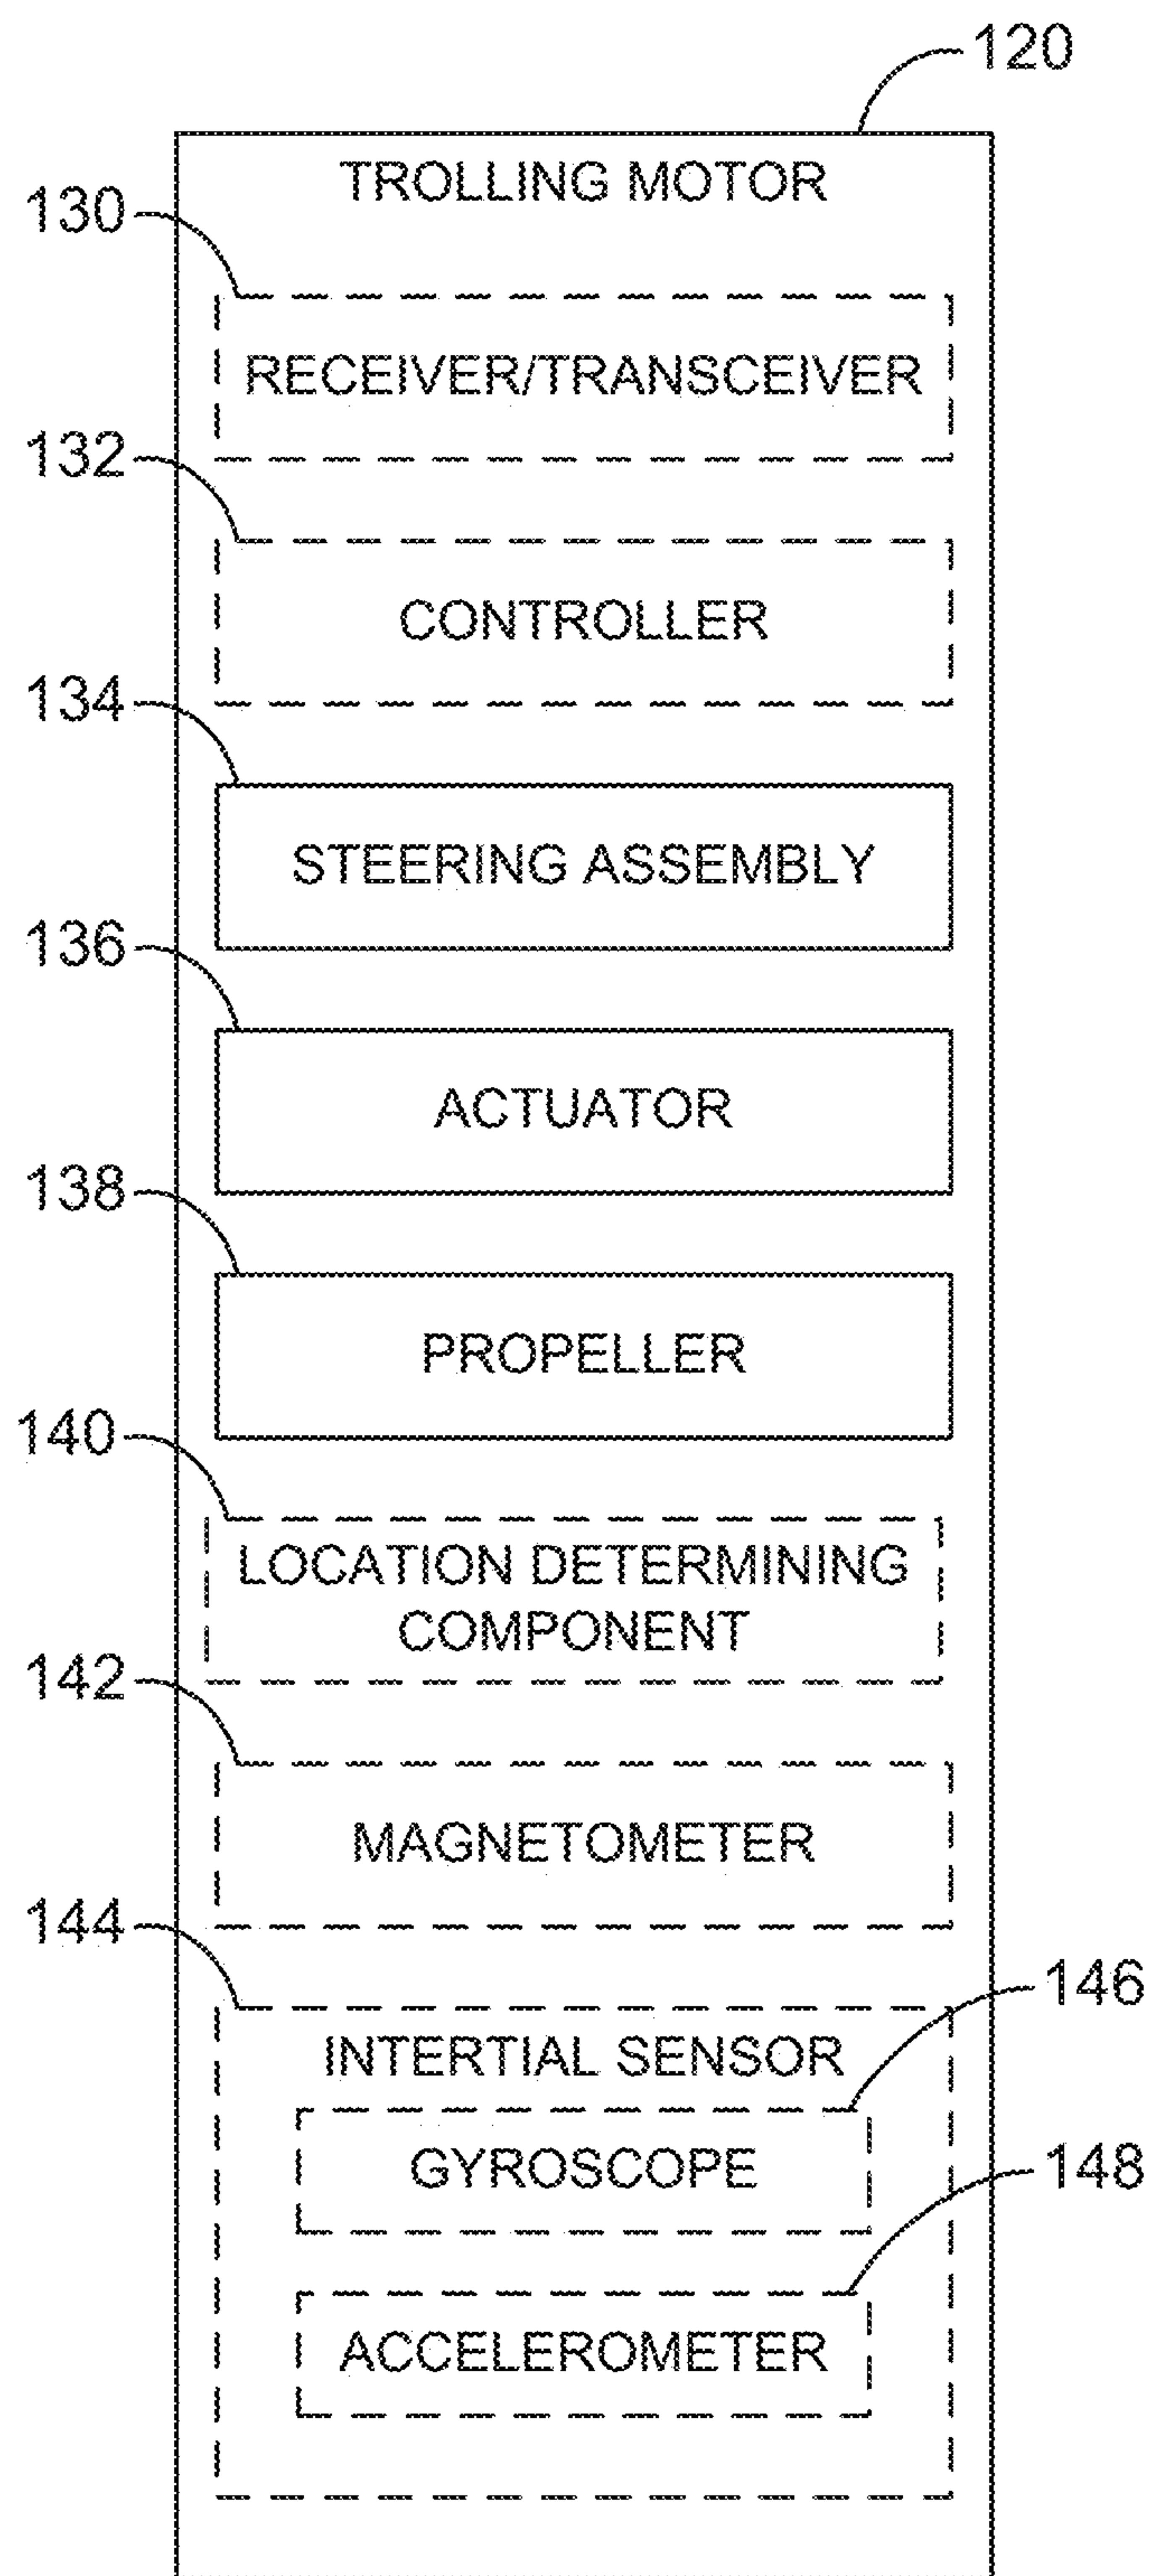 120
TROLLING MOTOR
130
RECEIVER/TRANSCEIVER
132
CONTROLLER
134
STEERING ASSEMBLY
136
ACTUATOR
138
PROPELLER
140
LOCATION DETERMINING
COMPONENT
142
MAGNETOMETER
144
146
INTERTIAL SENSOR
GYROSCOPE
148
ACCELEROMETER